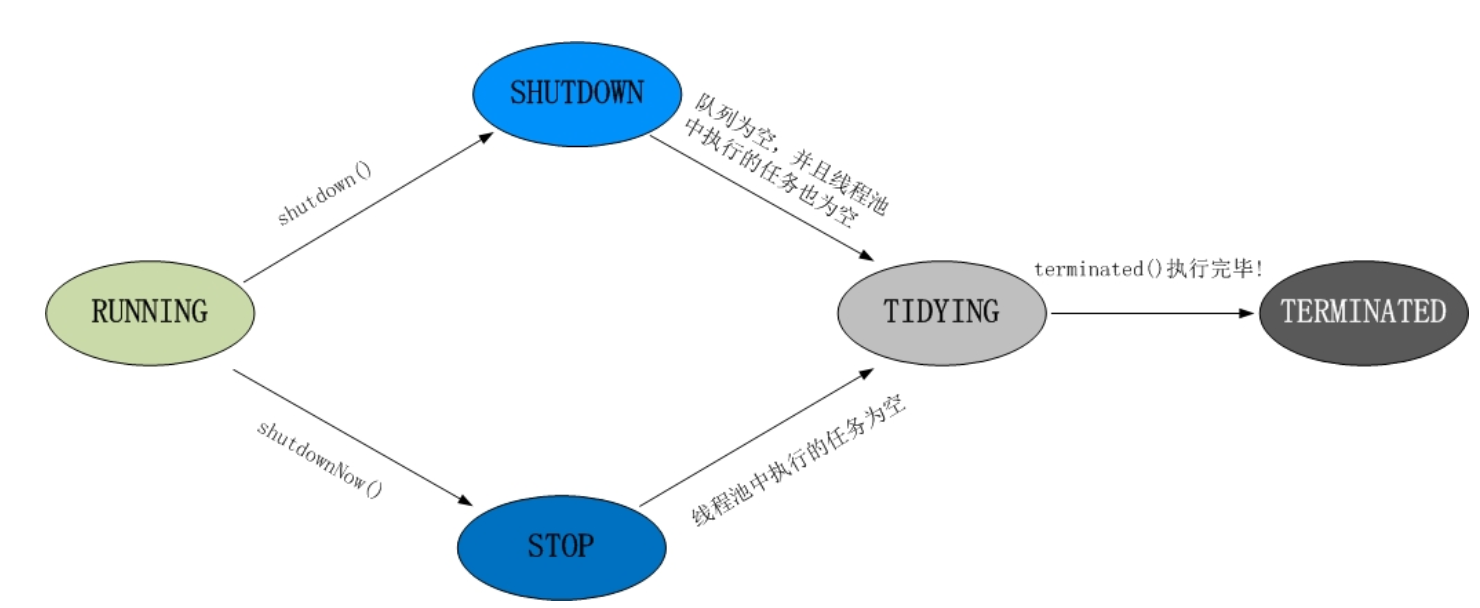 SHUTDOWN
队列为空，并且线程池
中执行的任务也为空
shutdown()
terminated()执行完毕!
RUNNING
TIDYING
TERMINATED
shutdownNow()
线程池中执行的任务为空
STOP